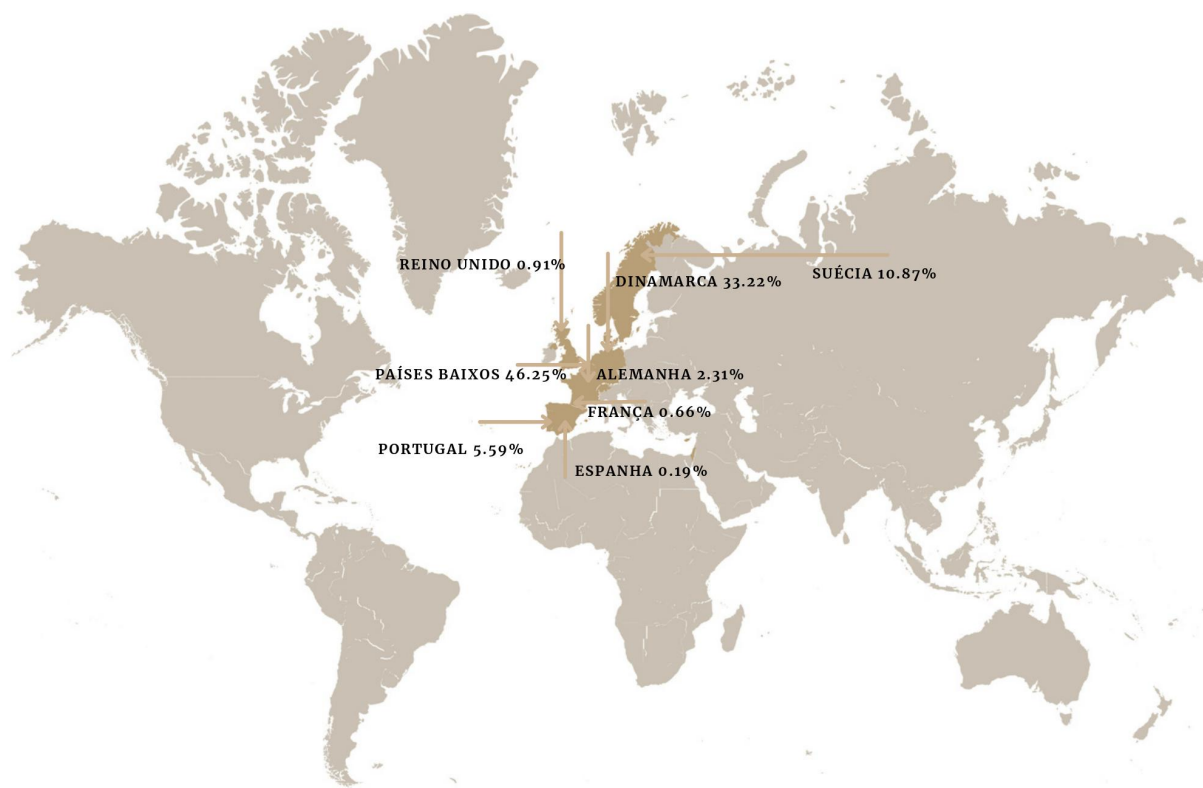 REINO UNIDO 0.91%
DINAMARCA 33.22%
SUÉCIA 10.87%
PAÍSES BAIXOS 46.25%
ALEMANHA 2.31%
FRANÇA 0.66%
PORTUGAL 5.59%
ESPANHA 0.19%